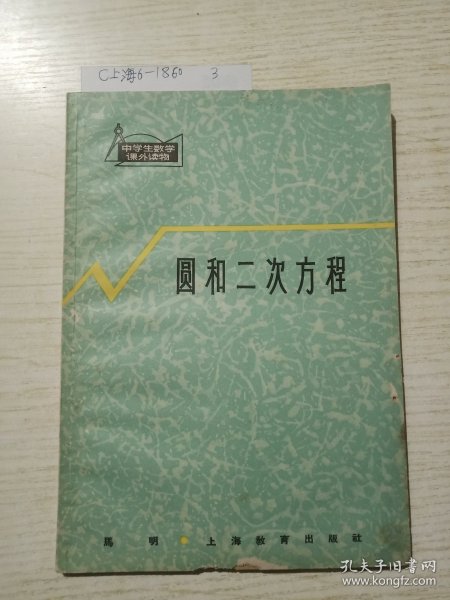 C上海6-1860 3
中学生数学
课外读物
圆和二次方程
馬明 • 上海教育出版社
孔夫子旧书网
www.kongfz.com